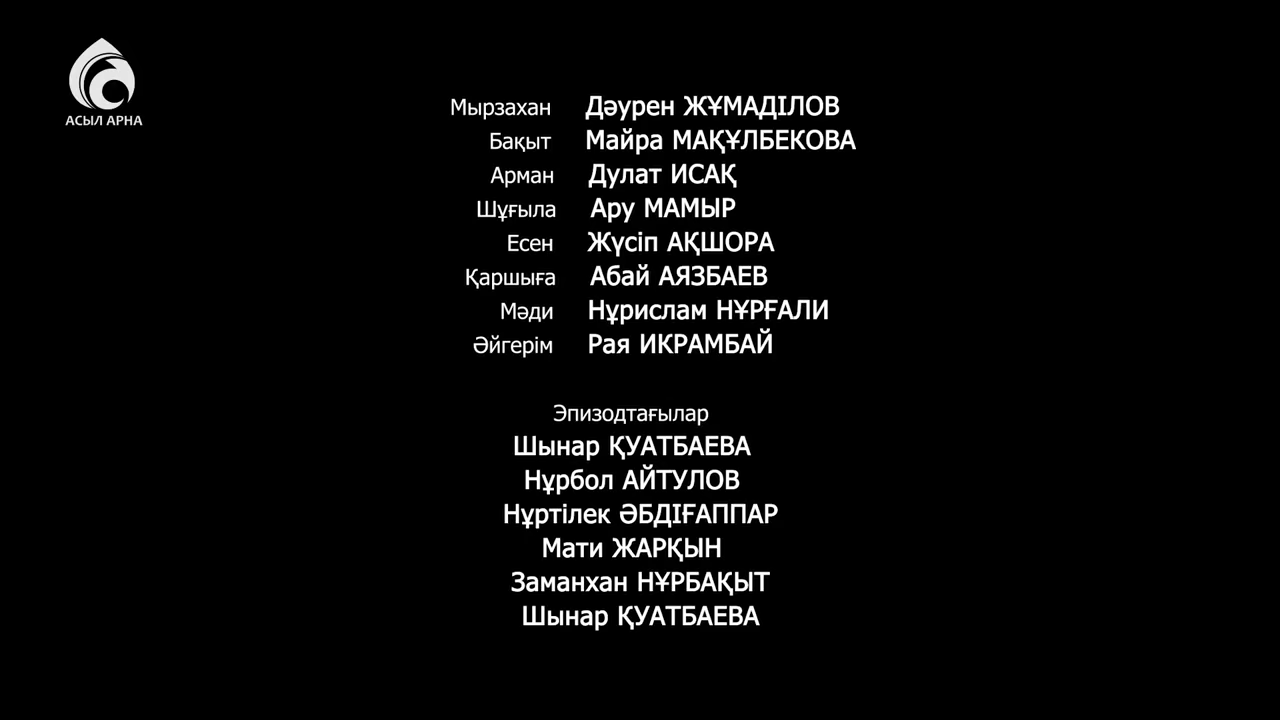 АСЫЛ АРНА
Мырзахан Дәурен ЖҰМАДІЛОВ
Бақыт Майра МАҚҰЛБЕКОВА
Арман Дулат ИСАҚ
Шұғыла Ару МАМЫР
Есен Жүсіп АҚШОРА
Қаршыға Абай АЯЗБАЕВ
Мәди Нұрислам НҰРҒАЛИ
Әйгерім Рая ИКРАМБАЙ
Эпизодтағылар
Шынар ҚУАТБАЕВА
Нұрбол АЙТУЛОВ
Нұртілек ӘБДІҒАППАР
Мати ЖАРҚЫН
Заманхан НҰРБАҚЫТ
Шынар ҚУАТБАЕВА